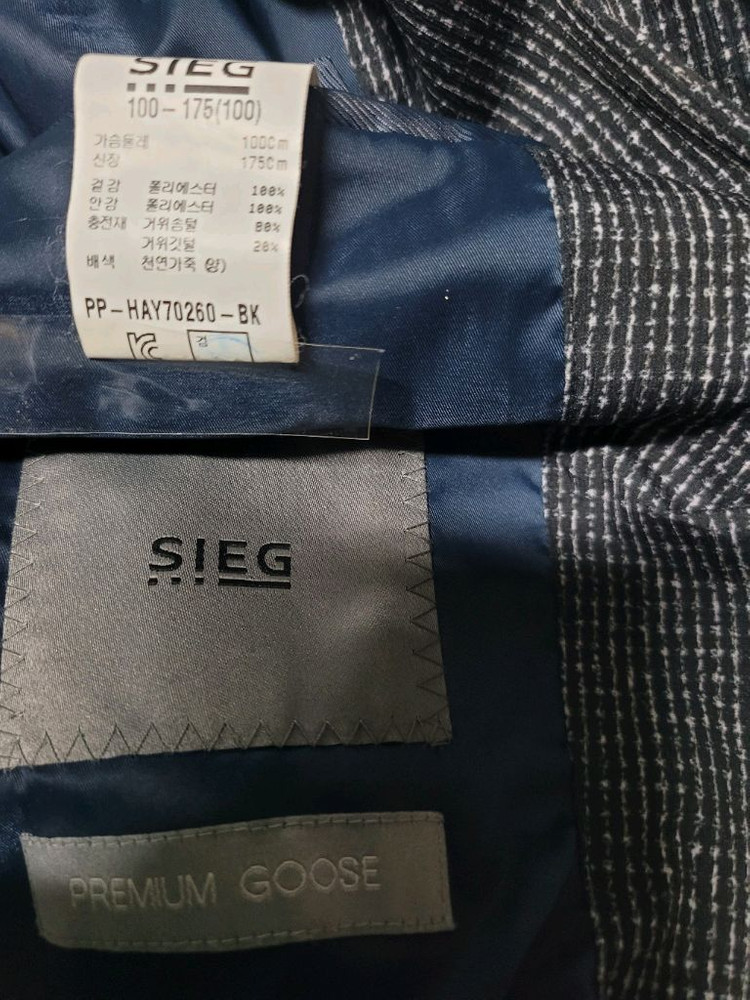 SIEG
100-175(100)
가슴둘레 100Cm
신장 175Cm
겉감 폴리에스터 100%
안감 폴리에스터 100%
충전재 거위솜털 80%
거위깃털 20%
배색 천연가죽 (양)
PP-HAY70260-BK
검
SIEG
PREMIUM GOOSE